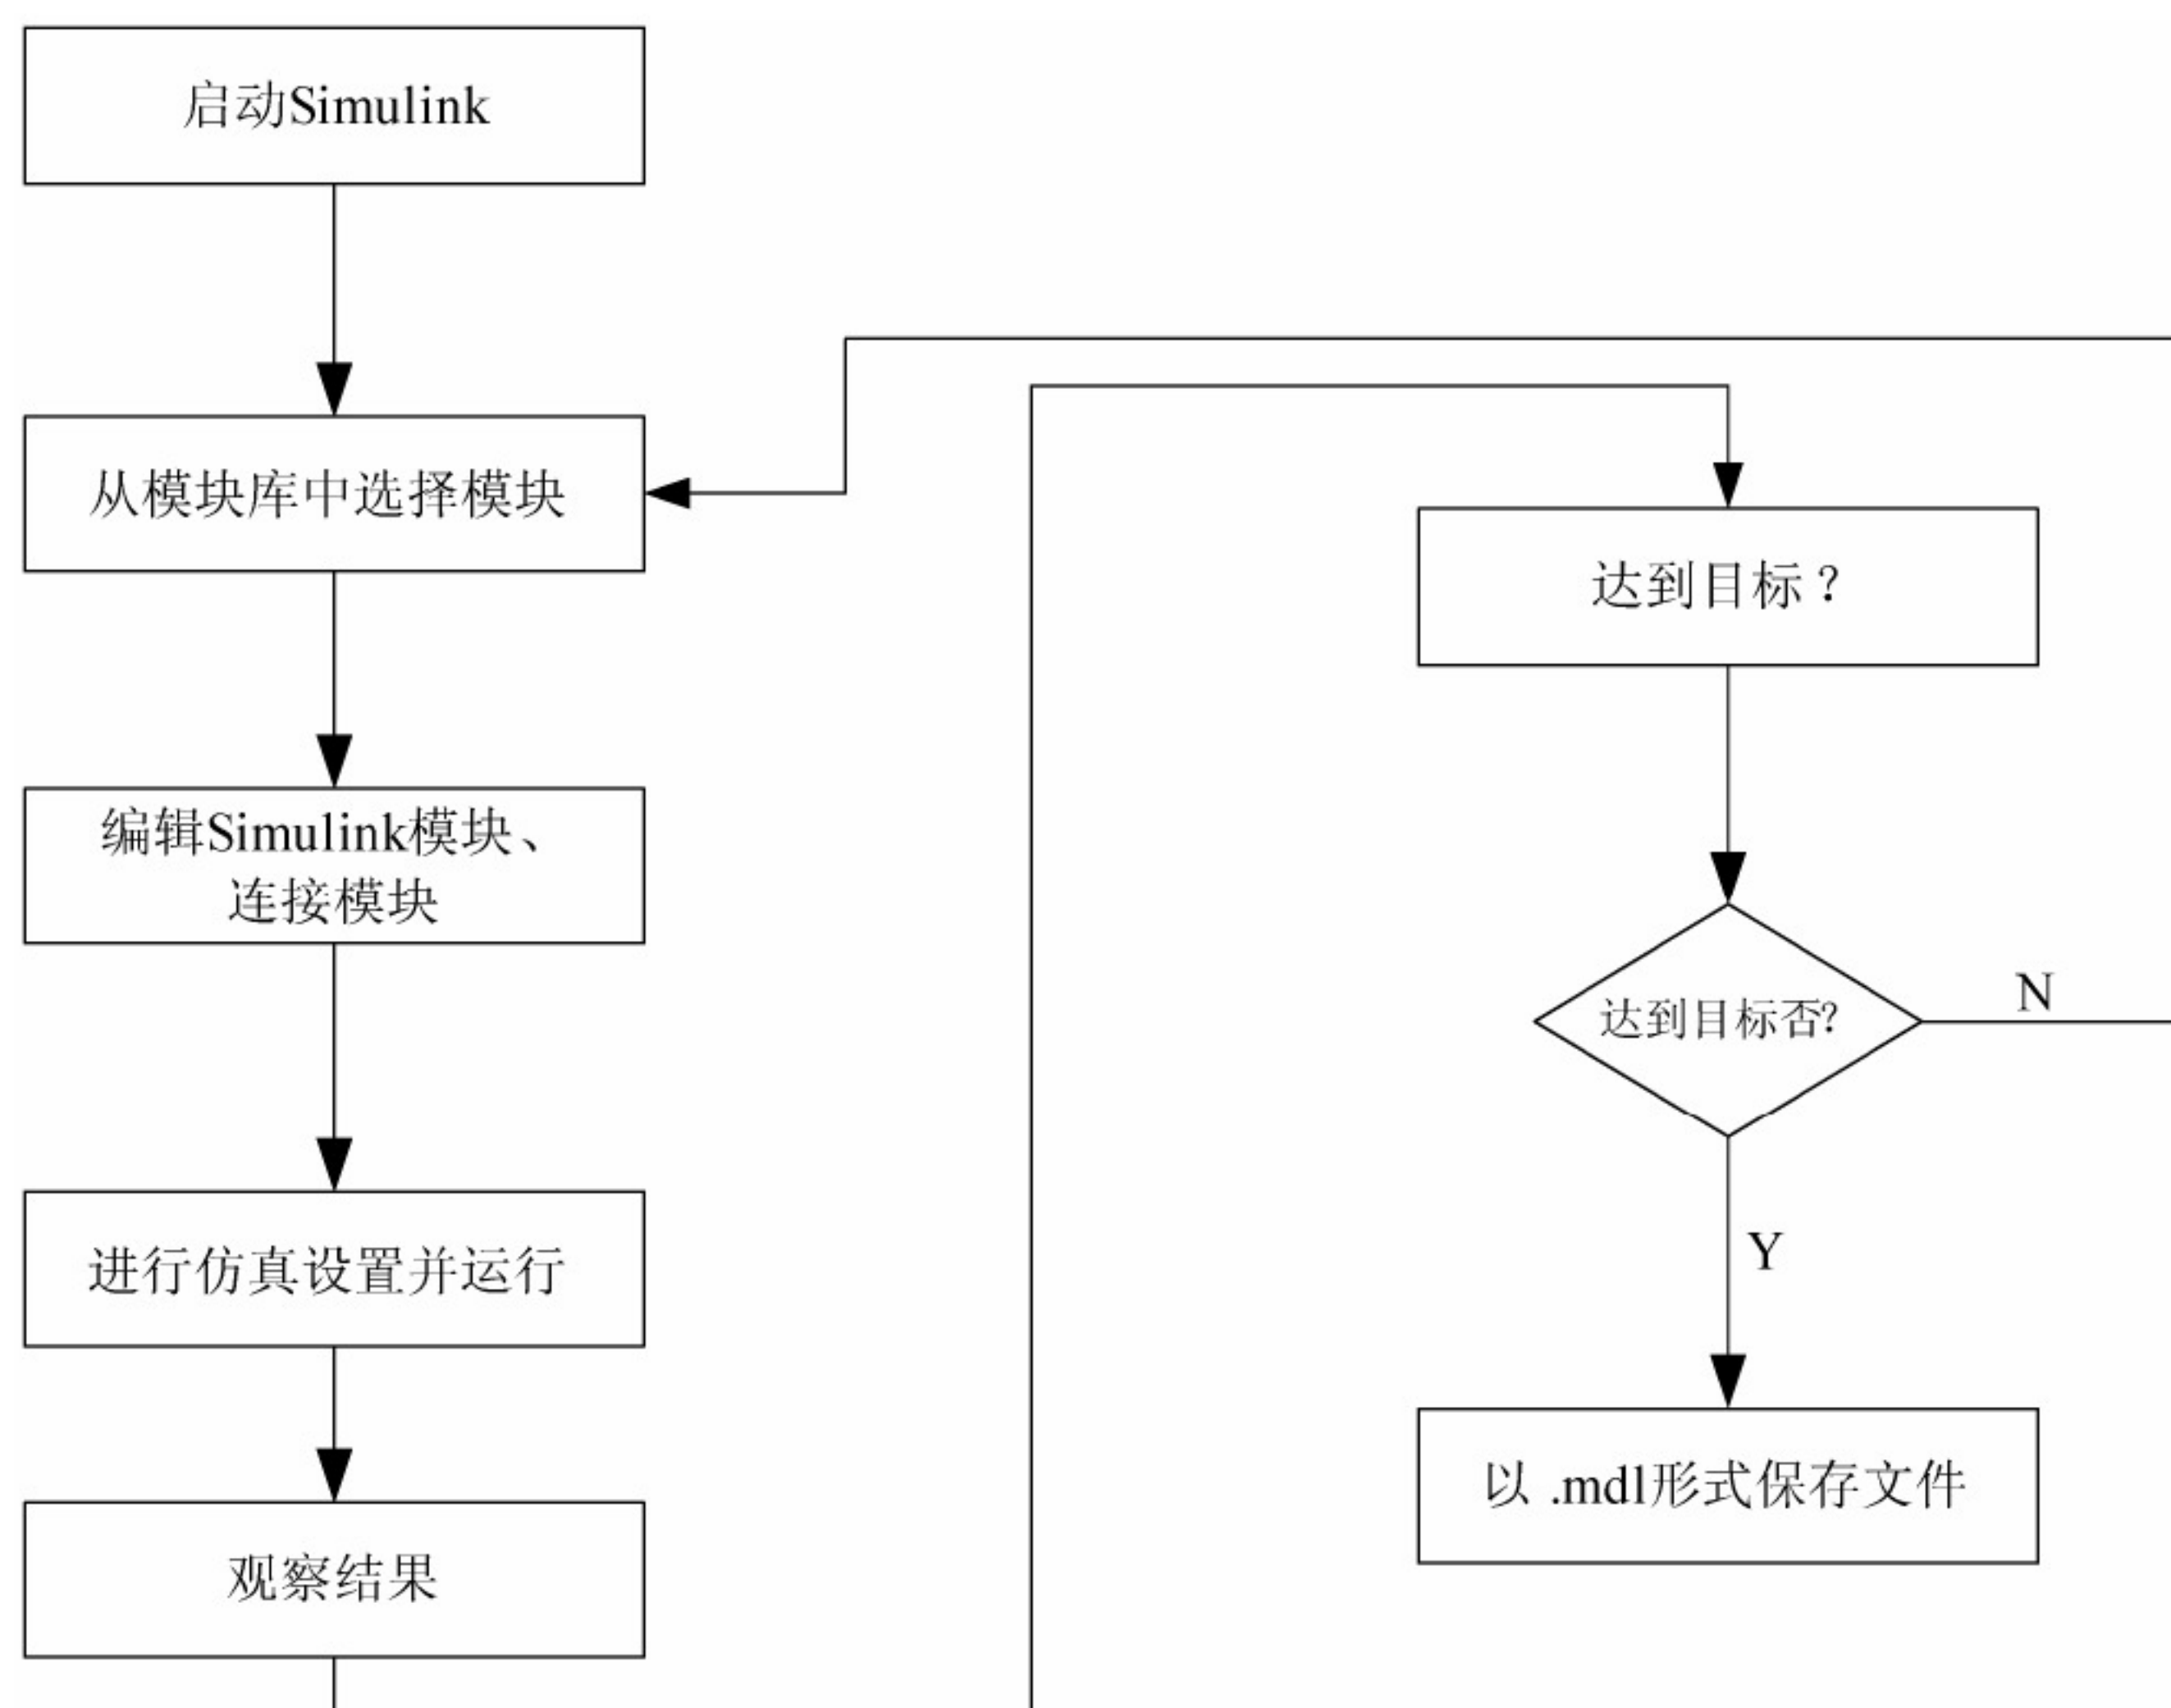 启动Simulink
从模块库中选择模块
编辑Simulink模块、
连接模块
进行仿真设置并运行
观察结果
达到目标？
达到目标否?
N
Y
以 .mdl形式保存文件